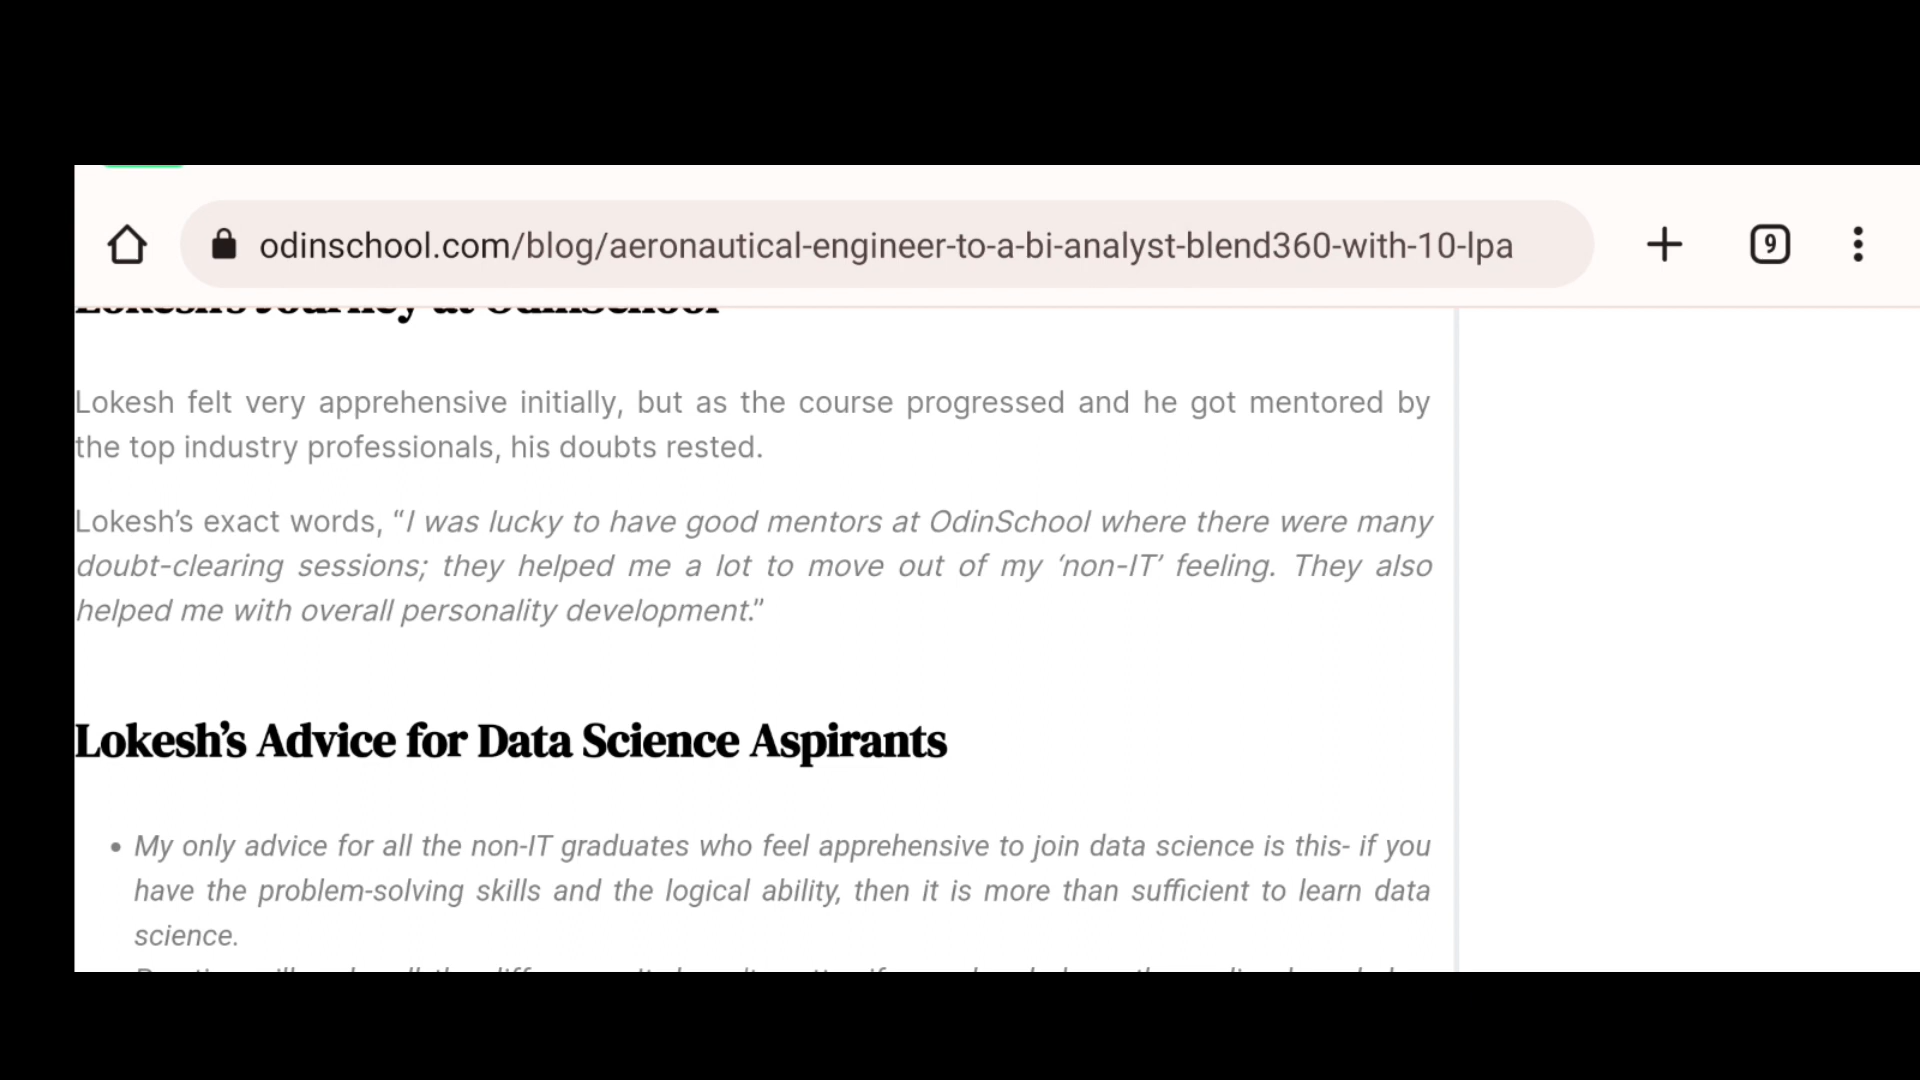 odinschool.com/blog/aeronautical-engineer-to-a-bi-analyst-blend360-with-10-lpa
9
Lokesh's Journey at OdinSchool
Lokesh felt very apprehensive initially, but as the course progressed and he got mentored by
the top industry professionals, his doubts rested.
Lokesh’s exact words, “I was lucky to have good mentors at OdinSchool where there were many
doubt-clearing sessions; they helped me a lot to move out of my ‘non-IT’ feeling. They also
helped me with overall personality development.”
Lokesh’s Advice for Data Science Aspirants
• My only advice for all the non-IT graduates who feel apprehensive to join data science is this- if you
have the problem-solving skills and the logical ability, then it is more than sufficient to learn data
science.